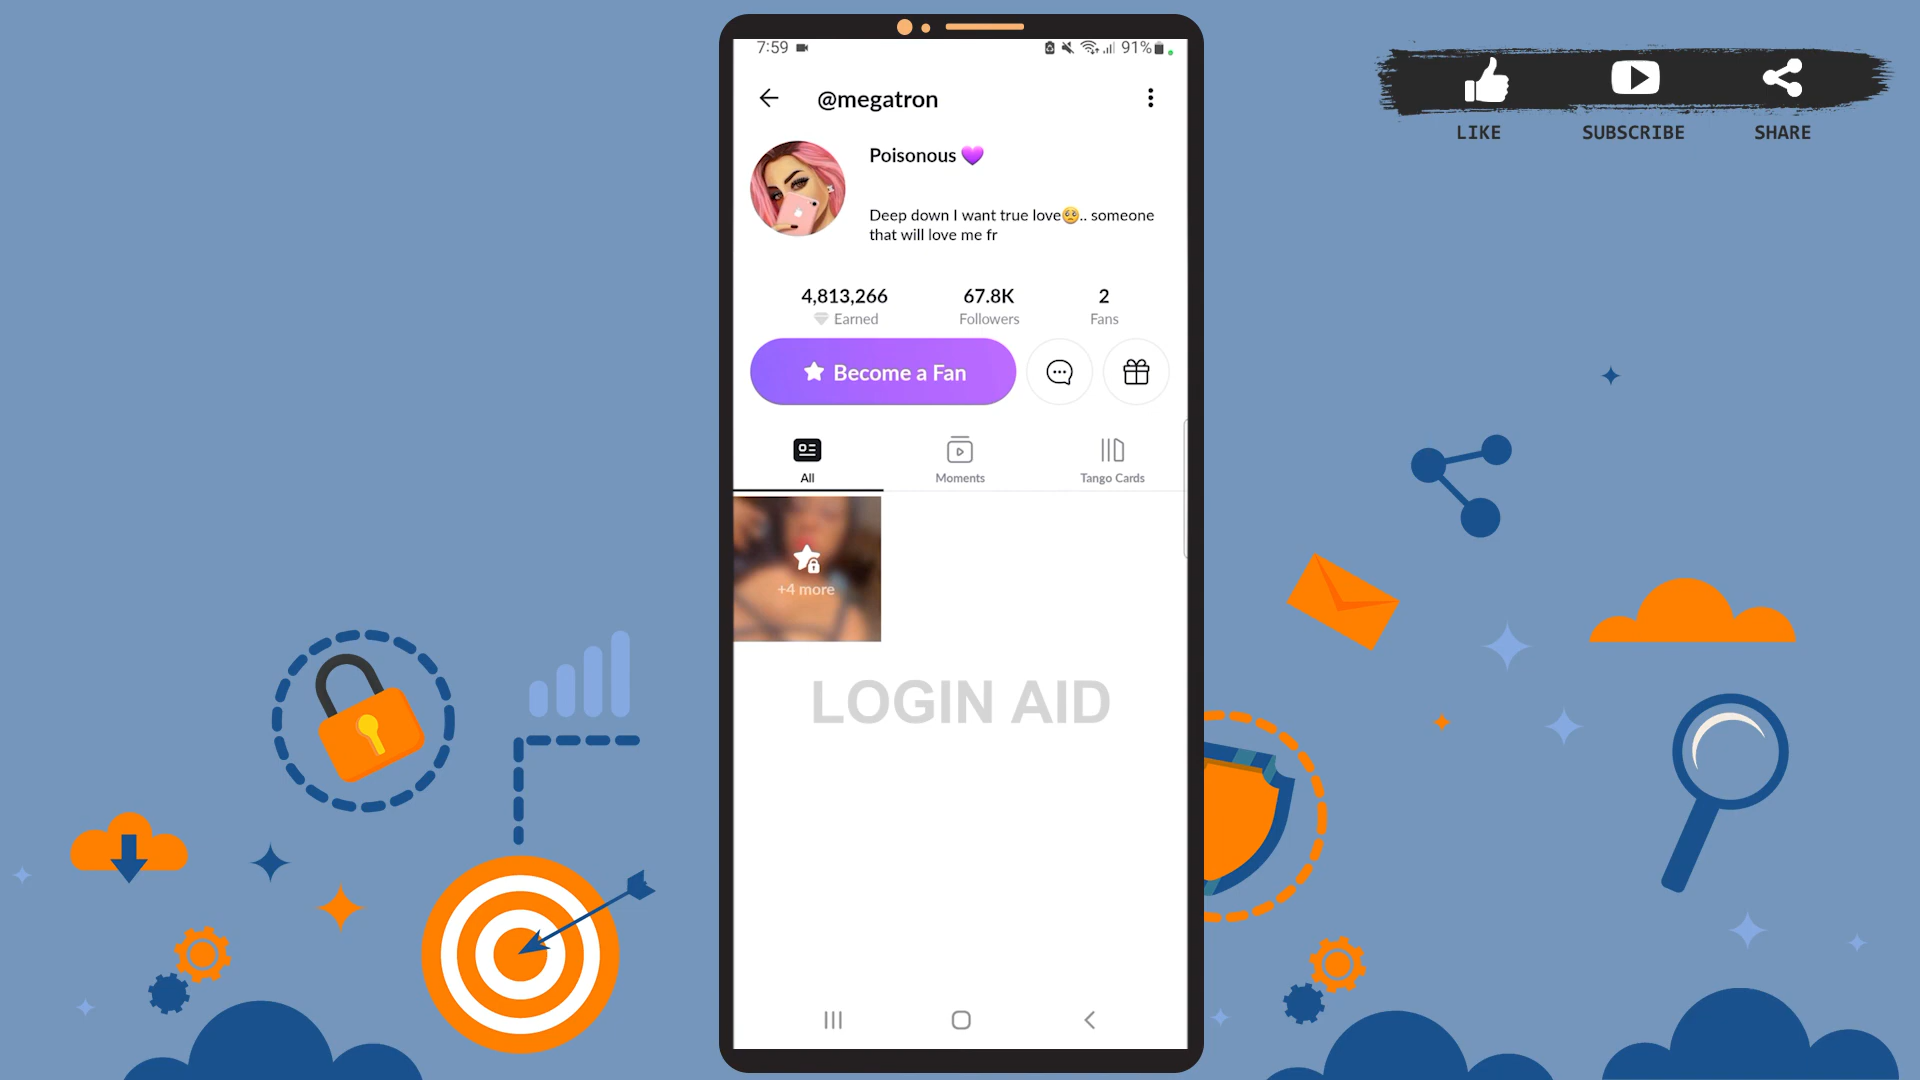 7:59
91%
@megatron
Poisonous 💜
Deep down I want true love🥺.. someone
that will love me fr
4,813,266
67.8K
2
Earned
Followers
Fans
Become a Fan
All
Moments
Tango Cards
+4 more
LOGIN AID
LIKE
SUBSCRIBE
SHARE